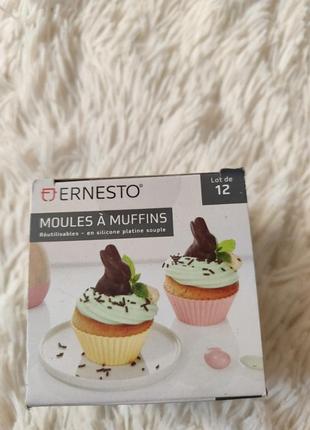 ERNESTO®
Lot de
12
MOULES À MUFFINS
Réutilisables - en silicone platine souple